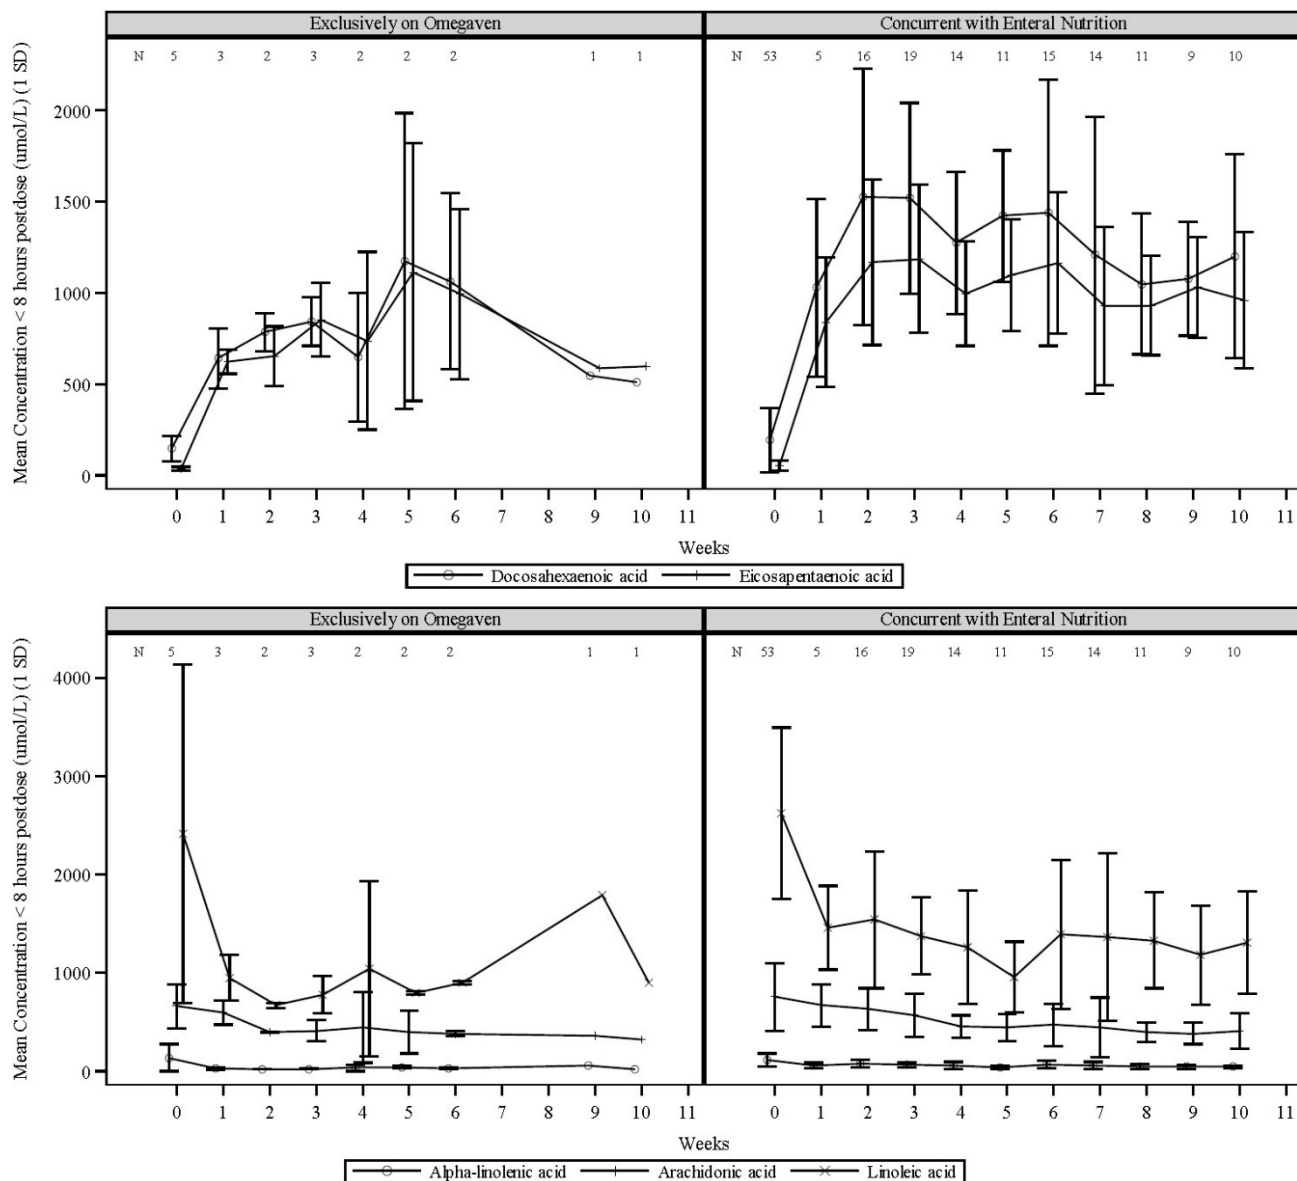 Exclusively on Omegaven
Concurrent with Enteral Nutrition
Mean Concentration < 8 hours postdose (umol/L) (1 SD)
N 5 3 2 3 2 2 2 1 1
N 53 5 16 19 14 11 15 14 11 9 10
2000
1500
1000
500
0
0 1 2 3 4 5 6 7 8 9 10 11
0 1 2 3 4 5 6 7 8 9 10 11
Weeks
Docosahexaenoic acid Eicosapentaenoic acid
Exclusively on Omegaven
Concurrent with Enteral Nutrition
Mean Concentration < 8 hours postdose (umol/L) (1 SD)
N 5 3 2 3 2 2 2 1 1
N 53 5 16 19 14 11 15 14 11 9 10
4000
3000
2000
1000
0
0 1 2 3 4 5 6 7 8 9 10 11
0 1 2 3 4 5 6 7 8 9 10 11
Weeks
Alpha-linolenic acid Arachidonic acid Linoleic acid